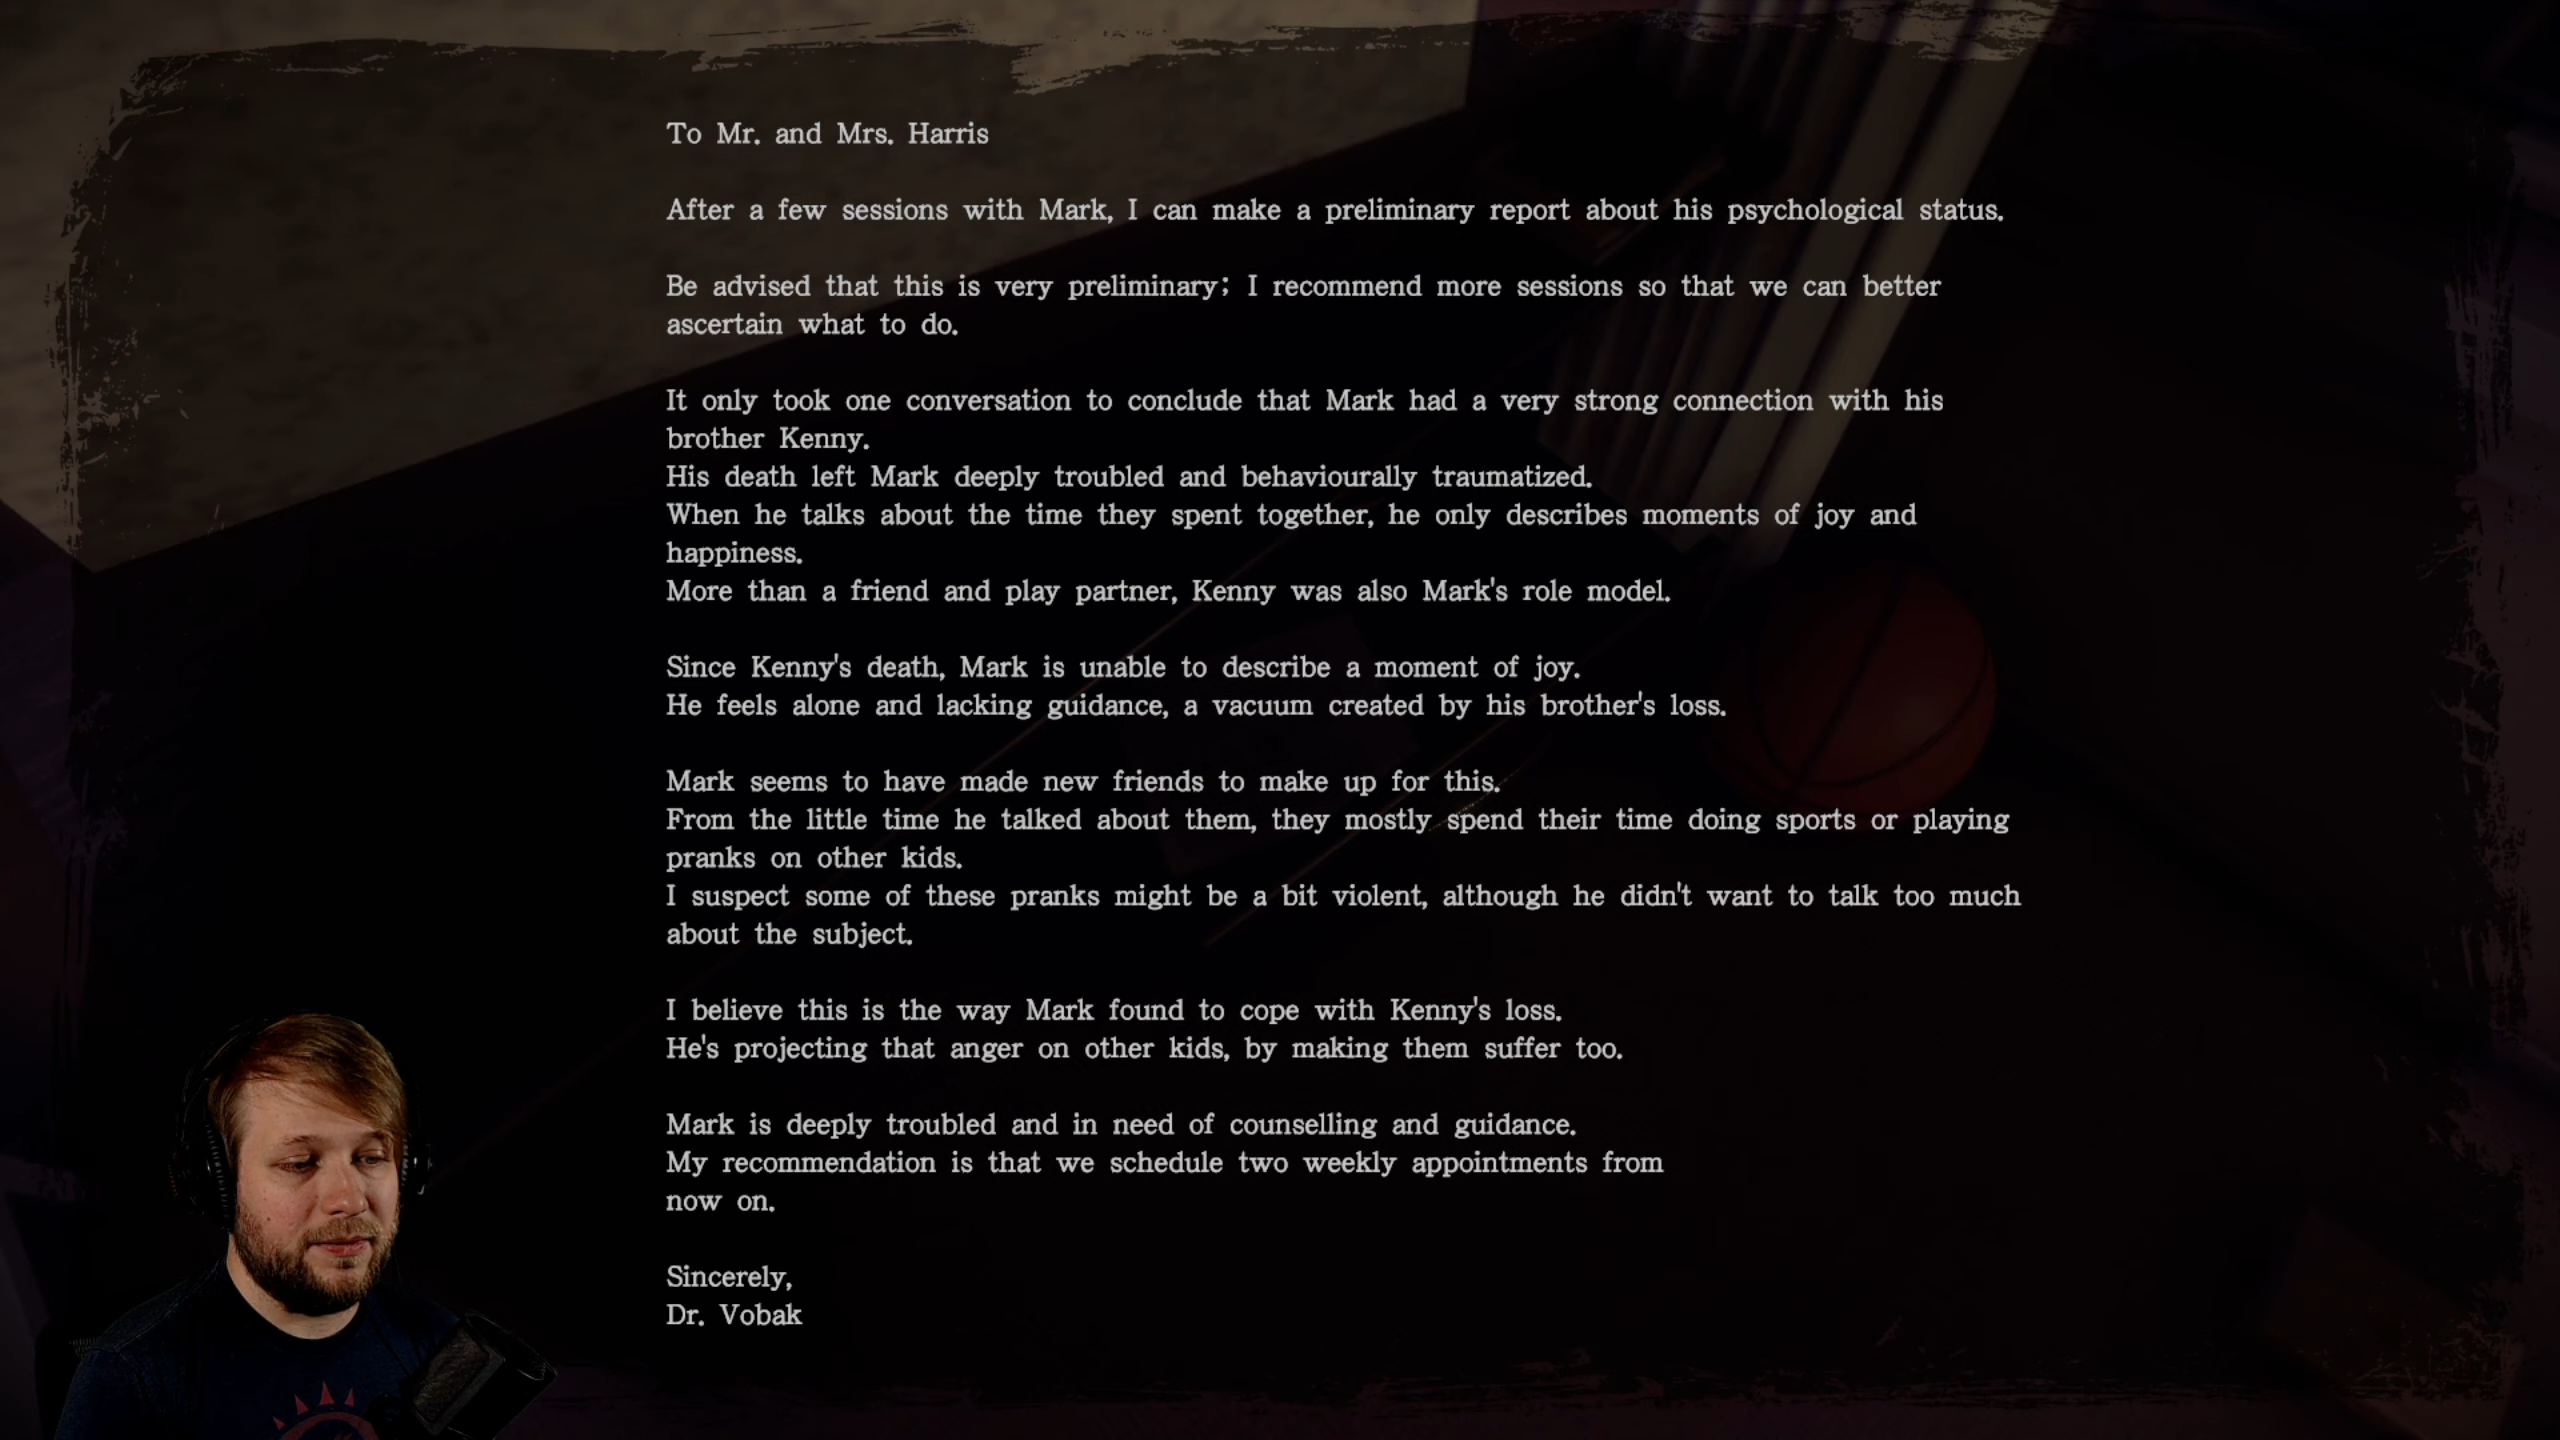 To Mr. and Mrs. Harris
After a few sessions with Mark, I can make a preliminary report about his psychological status.
Be advised that this is very preliminary; I recommend more sessions so that we can better
ascertain what to do.
It only took one conversation to conclude that Mark had a very strong connection with his
brother Kenny.
His death left Mark deeply troubled and behaviourally traumatized.
When he talks about the time they spent together, he only describes moments of joy and
happiness.
More than a friend and play partner, Kenny was also Mark's role model.
Since Kenny's death, Mark is unable to describe a moment of joy.
He feels alone and lacking guidance, a vacuum created by his brother's loss.
Mark seems to have made new friends to make up for this.
From the little time he talked about them, they mostly spend their time doing sports or playing
pranks on other kids.
I suspect some of these pranks might be a bit violent, although he didn't want to talk too much
about the subject.
I believe this is the way Mark found to cope with Kenny's loss.
He's projecting that anger on other kids, by making them suffer too.
Mark is deeply troubled and in need of counselling and guidance.
My recommendation is that we schedule two weekly appointments from
now on.
Sincerely,
Dr. Vobak